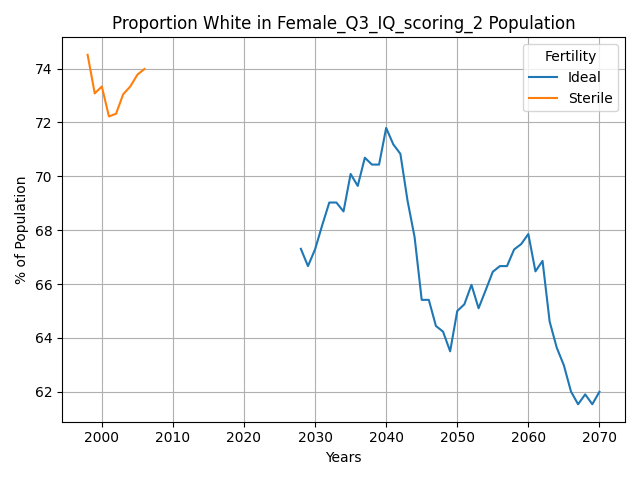 Proportion White in Female_Q3_IQ_scoring_2 Population
Fertility
Ideal
Sterile
% of Population
74
72
70
68
66
64
62
2000 2010 2020 2030 2040 2050 2060 2070
Years